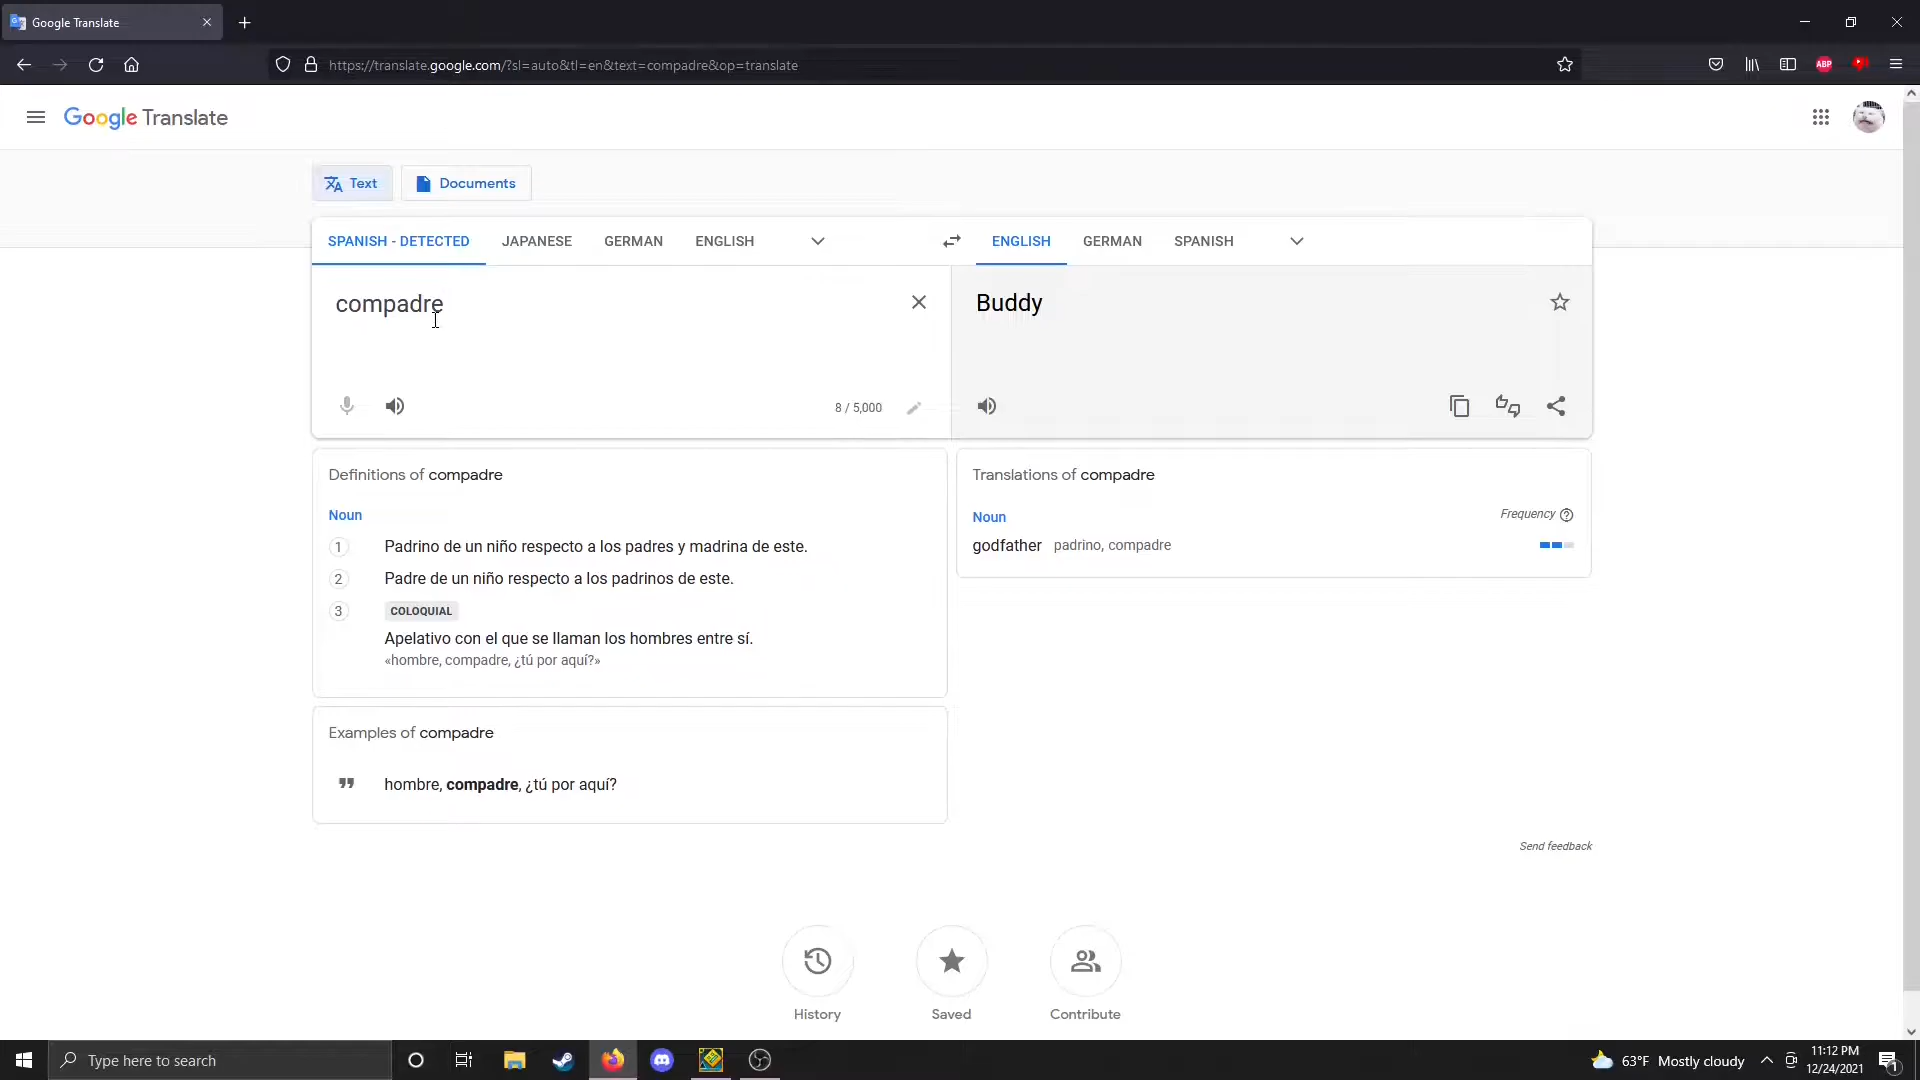 Google Translate
https://translate.google.com/?sl=auto&tl=en&text=compadre&op=translate
ABP
Google Translate
Text
Documents
SPANISH - DETECTED
JAPANESE
GERMAN
ENGLISH
ENGLISH
GERMAN
SPANISH
compadre
Buddy
8 / 5,000
Definitions of compadre
Noun
1 Padrino de un niño respecto a los padres y madrina de este.
2 Padre de un niño respecto a los padrinos de este.
3 COLOQUIAL
Apelativo con el que se llaman los hombres entre sí.
«hombre, compadre, ¿tú por aquí?»
Translations of compadre
Noun
Frequency
godfather padrino, compadre
Examples of compadre
hombre, compadre, ¿tú por aquí?
Send feedback
History
Saved
Contribute
Type here to search
63°F Mostly cloudy
11:12 PM
12/24/2021
1